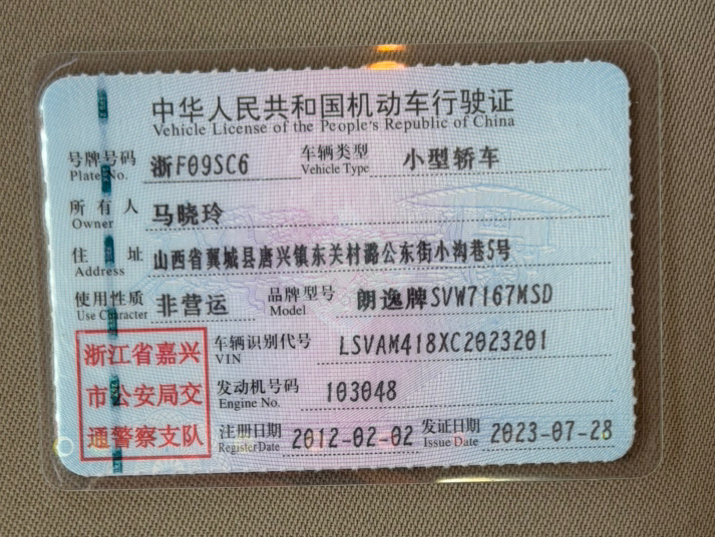 中华人民共和国机动车行驶证
Vehicle License of the People's Republic of China
号牌号码 浙F09SC6 车辆类型 小型轿车
Plate No. Vehicle Type
所有人 马晓玲
Owner
住址 山西省翼城县唐兴镇东关村潞公东街小沟巷5号
Address
使用性质 非营运 品牌型号 朗逸牌SVW7167MSD
Use Character Model
浙江省嘉兴
市公安局交
通警察支队
车辆识别代号 LSVAM418XC2023201
VIN
发动机号码 103048
Engine No.
注册日期 2012-02-02 发证日期 2023-07-28
Register Date Issue Date